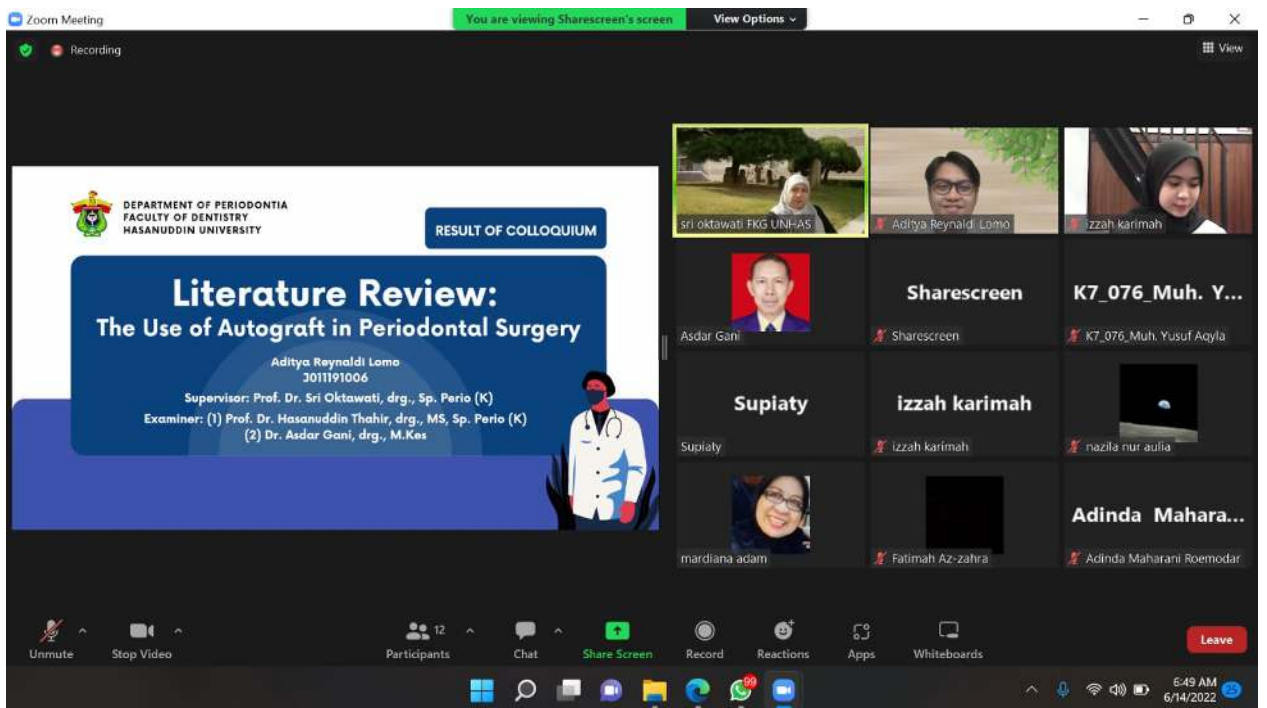 Zoom Meeting
You are viewing Sharescreen's screen
View Options
Recording
View
DEPARTMENT OF PERIODONTIA
FACULTY OF DENTISTRY
HASANUDDIN UNIVERSITY
RESULT OF COLLOQUIUM
Literature Review:
The Use of Autograft in Periodontal Surgery
Aditya Reynaldi Lomo
J011191006
Supervisor: Prof. Dr. Sri Oktawati, drg., Sp. Perio (K)
Examiner: (1) Prof. Dr. Hasanuddin Thahir, drg., MS, Sp. Perio (K)
(2) Dr. Asdar Gani, drg., M.Kes
sri oktawati FKG UNHAS
Aditya Reynaldi Lomo
izzah karimah
Asdar Gani
Sharescreen
Sharescreen
K7_076_Muh. Y...
K7_076_Muh. Yusuf Aqyla
Supiaty
Supiaty
izzah karimah
izzah karimah
nazila nur aulia
mardiana adam
Fatimah Az-zahra
Adinda Mahara...
Adinda Maharani Roemodar
Unmute
Stop Video
Participants
12
Chat
Share Screen
Record
Reactions
Apps
Whiteboards
Leave
99
6:49 AM
6/14/2022
20